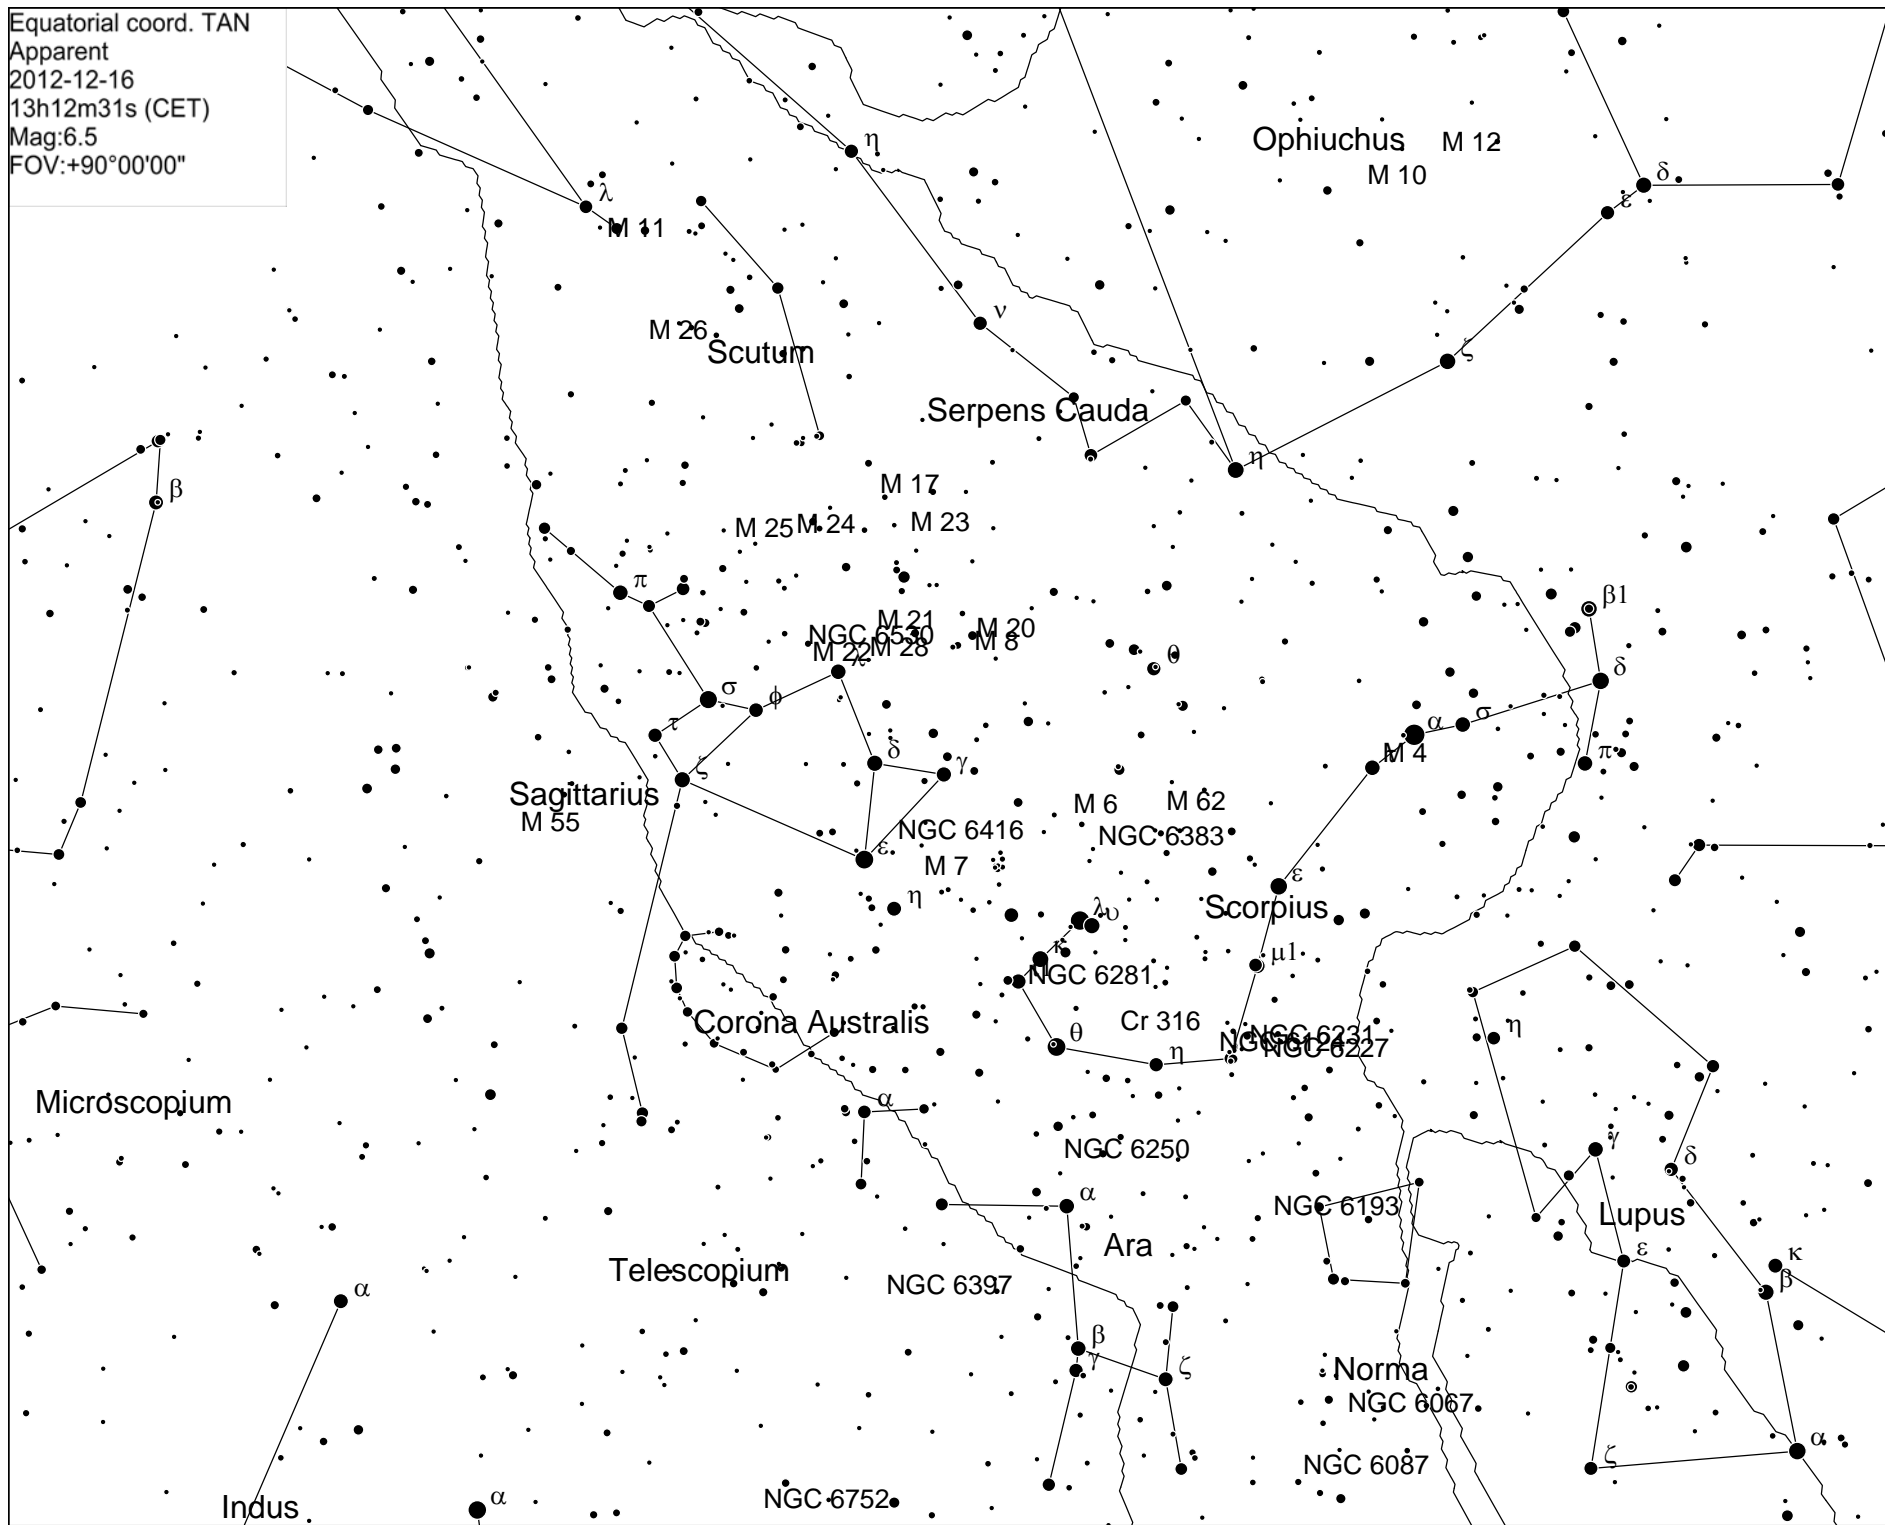 Equatorial coord. TAN
Apparent
2012-12-16
13h12m31s (CET)
Mag:6.5
FOV:+90°00'00"
η
Ophiuchus M 12
M 10
δ
ε
λ
M 11
ν
M 26
Scutum
ζ
Serpens Cauda
η
β
M 17
M 25 M 24 M 23
π
β1
M 21
NGC 6530 M 20
M 22 M 28 M 8
λ
θ
δ
σ
φ
τ
α
σ
M 4
π
δ
γ
ζ
Sagittarius
M 55
M 6 M 62
NGC 6416 NGC 6383
ε
M 7
ε
η
λ
υ
Scorpius
κ
ι1
NGC 6281
μ1
Corona Australis
Cr 316
θ
η
NGC 6231
NGC 6124
NGC 6227
η
Microscopium
α
NGC 6250
γ
δ
α
NGC 6193
Lupus
Ara
ε
κ
Telescopium
NGC 6397
β
α
β
γ
ζ
Norma
NGC 6067
α
ζ
NGC 6087
α
NGC 6752
Indus